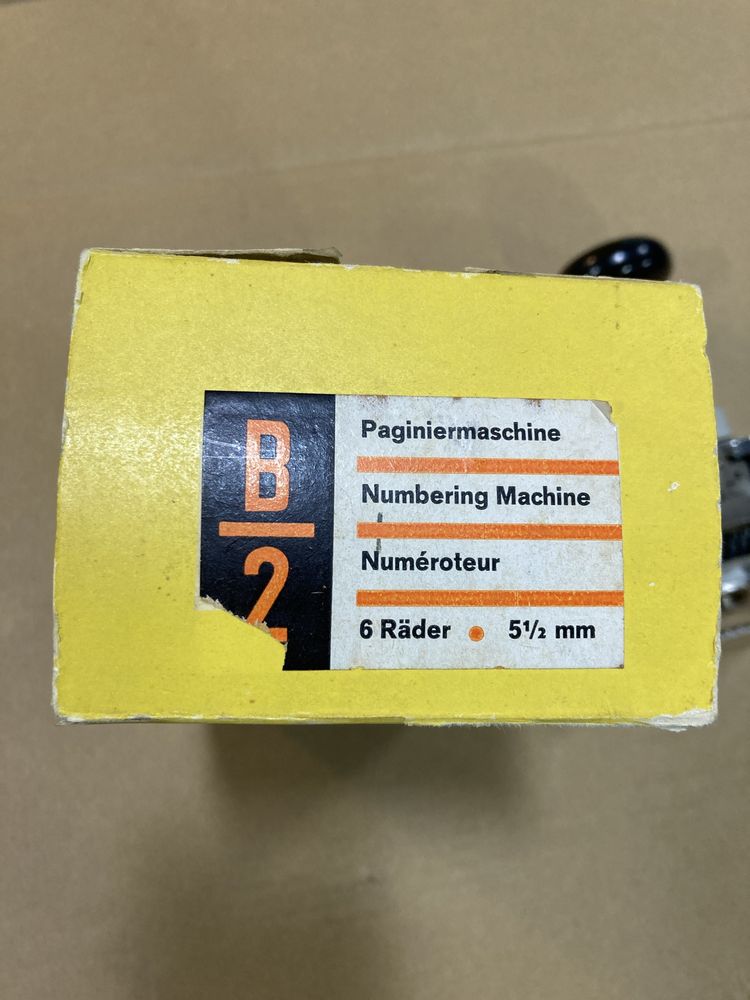 B
2
Paginiermaschine
Numbering Machine
Numéroteur
6 Räder • 5½ mm